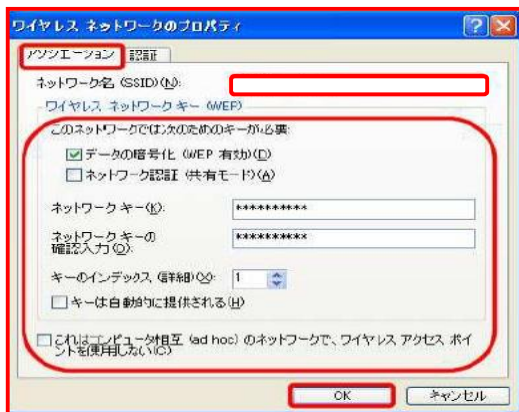 ワイヤレス ネットワークのプロパティ
アソシエーション 認証
ネットワーク名 (SSID)(N):
ワイヤレス ネットワーク キー (WEP)
このネットワークでは次のためのキーが必要:
データの暗号化 (WEP 有効)(D)
ネットワーク認証 (共有モード)(A)
ネットワーク キー(K): **********
ネットワーク キーの
確認入力(O): **********
キーのインデックス (詳細)(X): 1
キーは自動的に提供される(H)
これはコンピュータ相互 (ad hoc) のネットワークで、ワイヤレス アクセス ポイ
ントを使用しない(C)
OK キャンセル